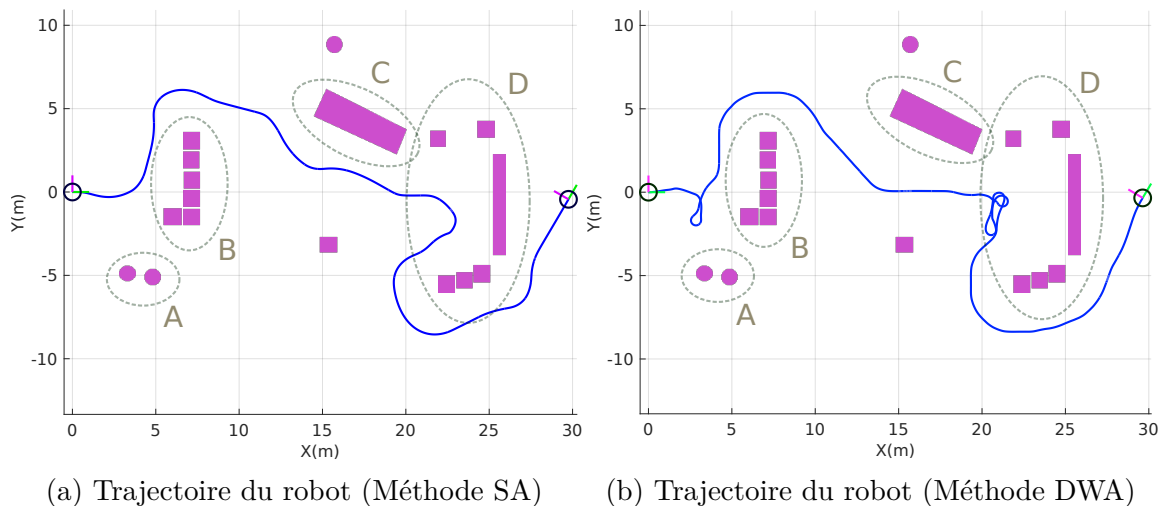 10
5
0
-5
-10
Y(m)
0 5 10 15 20 25 30
X(m)
A
B
C
D
(a) Trajectoire du robot (Méthode SA)
10
5
0
-5
-10
Y(m)
0 5 10 15 20 25 30
X(m)
A
B
C
D
(b) Trajectoire du robot (Méthode DWA)